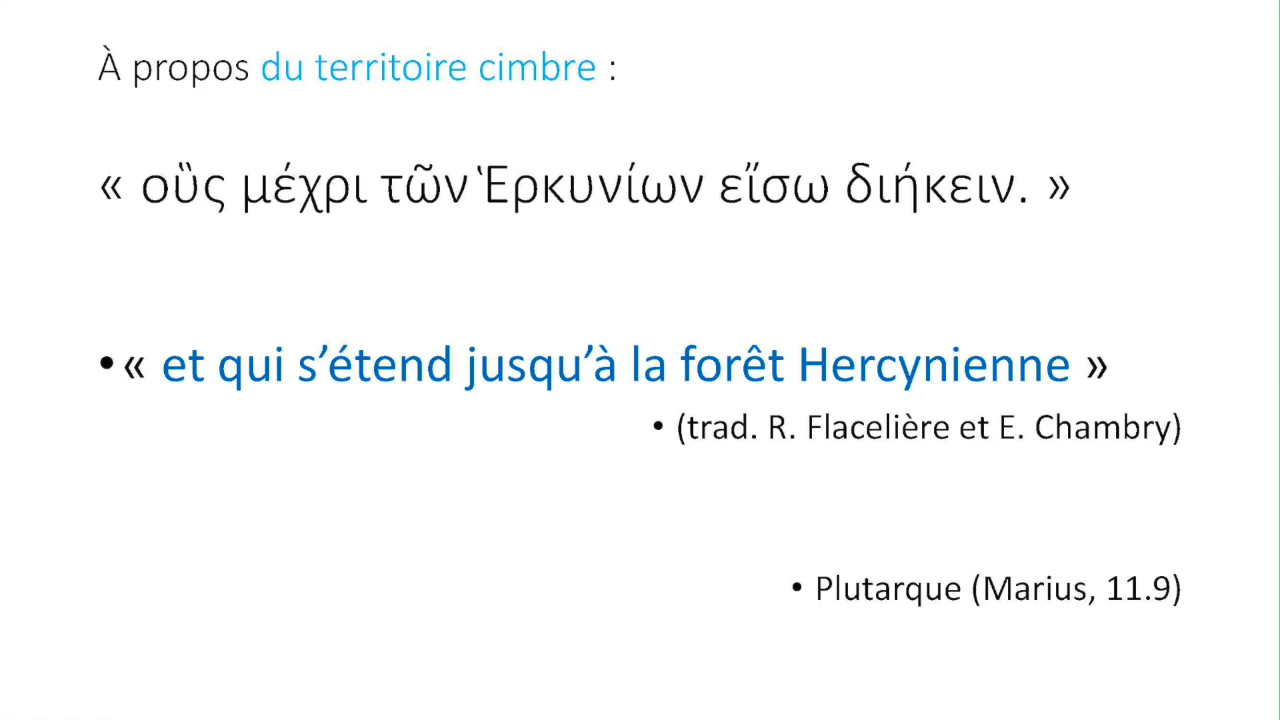 À propos du territoire cimbre :
« οὓς μέχρι τῶν Ἑρκυνίων εἴσω διήκειν. »
• « et qui s’étend jusqu’à la forêt Hercynienne »
• (trad. R. Flacelière et E. Chambry)
• Plutarque (Marius, 11.9)